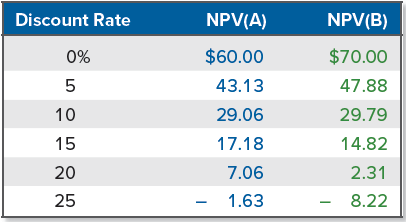 Discount Rate NPV(A) NPV(B)
0% $60.00 $70.00
5 43.13 47.88
10 29.06 29.79
15 17.18 14.82
20 7.06 2.31
25 – 1.63 – 8.22